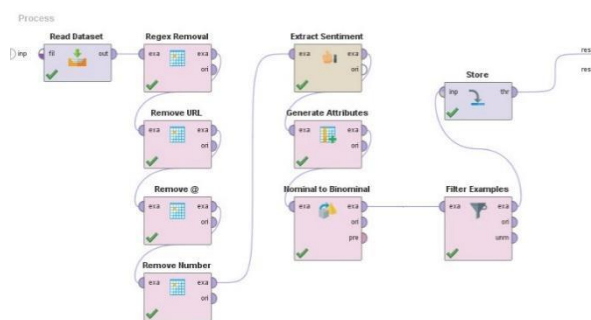 Process
Read Dataset
inp
fil
out
Regex Removal
exa
exa
ori
Remove URL
exa
exa
ori
Remove @
exa
exa
ori
Remove Number
exa
exa
ori
Extract Sentiment
exa
exa
ori
Generate Attributes
exa
exa
ori
Nominal to Binominal
exa
exa
ori
pre
Filter Examples
exa
exa
ori
unm
Store
inp
thr
res
res